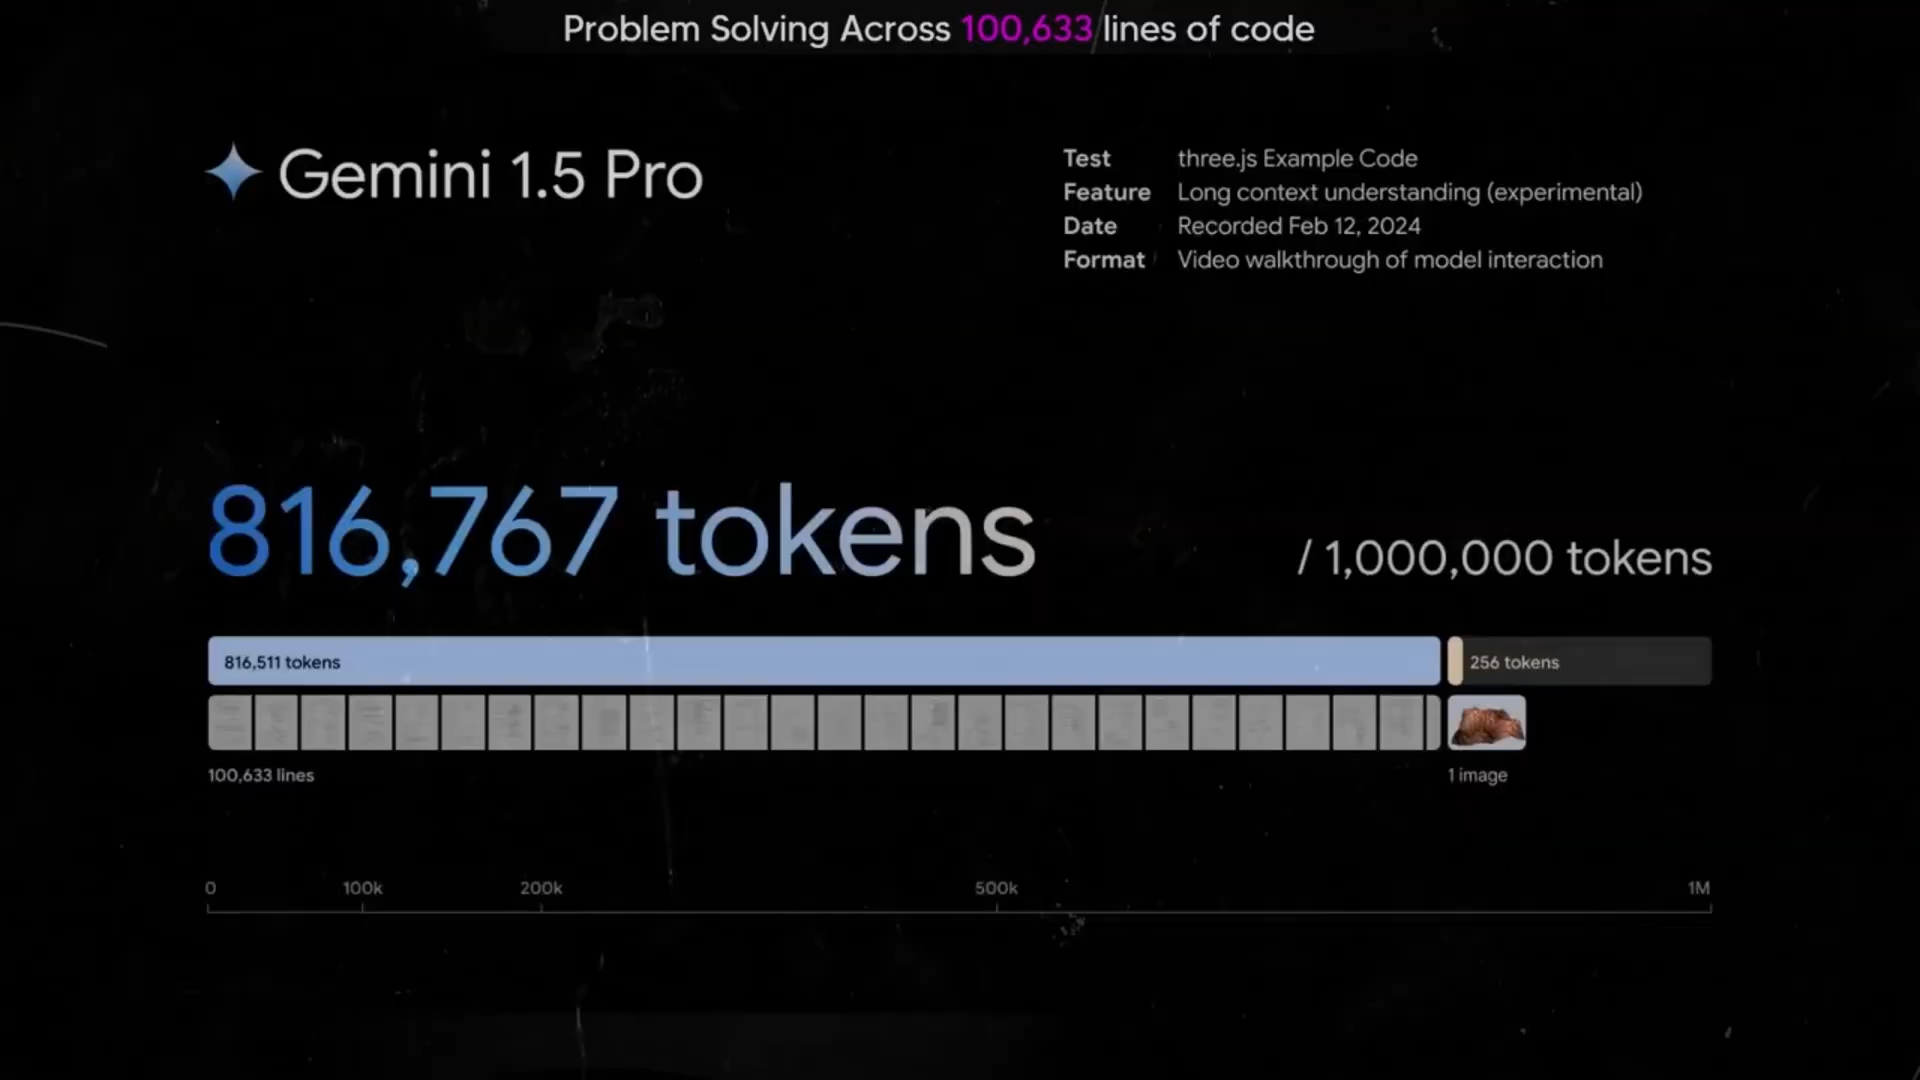 Problem Solving Across 100,633 lines of code
Gemini 1.5 Pro
Test three.js Example Code
Feature Long context understanding (experimental)
Date Recorded Feb 12, 2024
Format Video walkthrough of model interaction
816,767 tokens
/ 1,000,000 tokens
816,511 tokens
256 tokens
100,633 lines
1 image
0 100k 200k 500k 1M